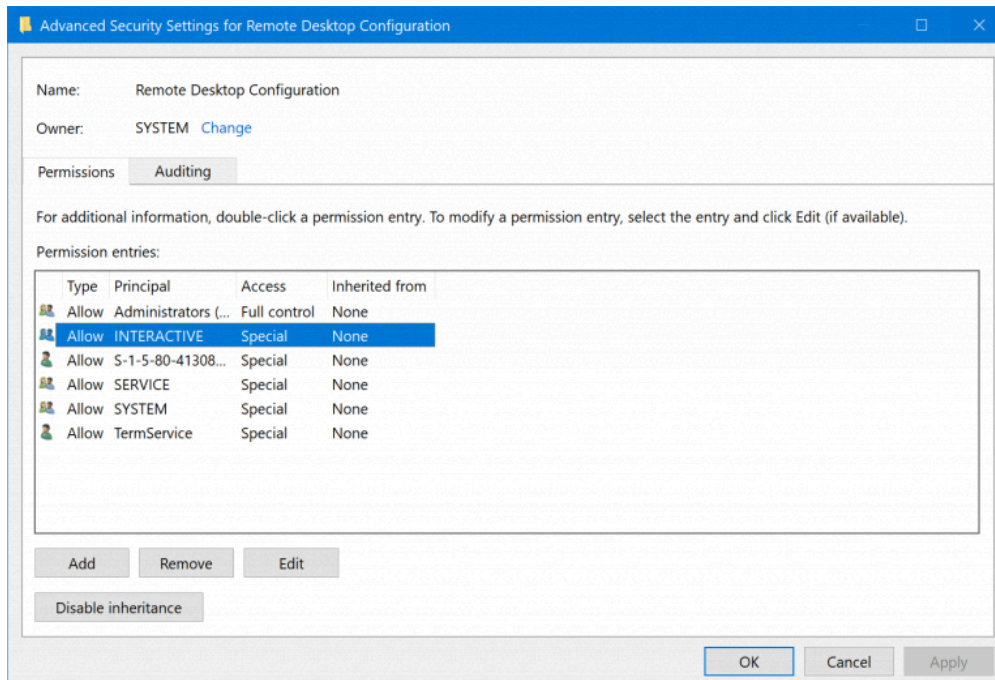 Advanced Security Settings for Remote Desktop Configuration
Name: Remote Desktop Configuration
Owner: SYSTEM Change
Permissions Auditing
For additional information, double-click a permission entry. To modify a permission entry, select the entry and click Edit (if available).
Permission entries:
Type Principal Access Inherited from
Allow Administrators (... Full control None
Allow INTERACTIVE Special None
Allow S-1-5-80-41308... Special None
Allow SERVICE Special None
Allow SYSTEM Special None
Allow TermService Special None
Add Remove Edit
Disable inheritance
OK Cancel Apply